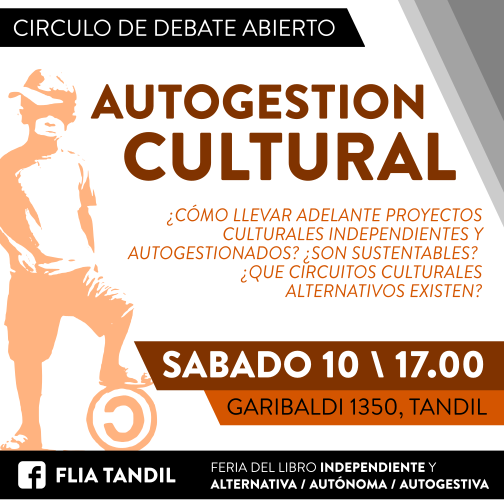 CIRCULO DE DEBATE ABIERTO
AUTOGESTION
CULTURAL
¿CÓMO LLEVAR ADELANTE PROYECTOS
CULTURALES INDEPENDIENTES Y
AUTOGESTIONADOS? ¿SON SUSTENTABLES?
¿QUE CIRCUITOS CULTURALES
ALTERNATIVOS EXISTEN?
SABADO 10 \ 17.00
GARIBALDI 1350, TANDIL
FLIA TANDIL
FERIA DEL LIBRO INDEPENDIENTE Y
ALTERNATIVA / AUTÓNOMA / AUTOGESTIVA